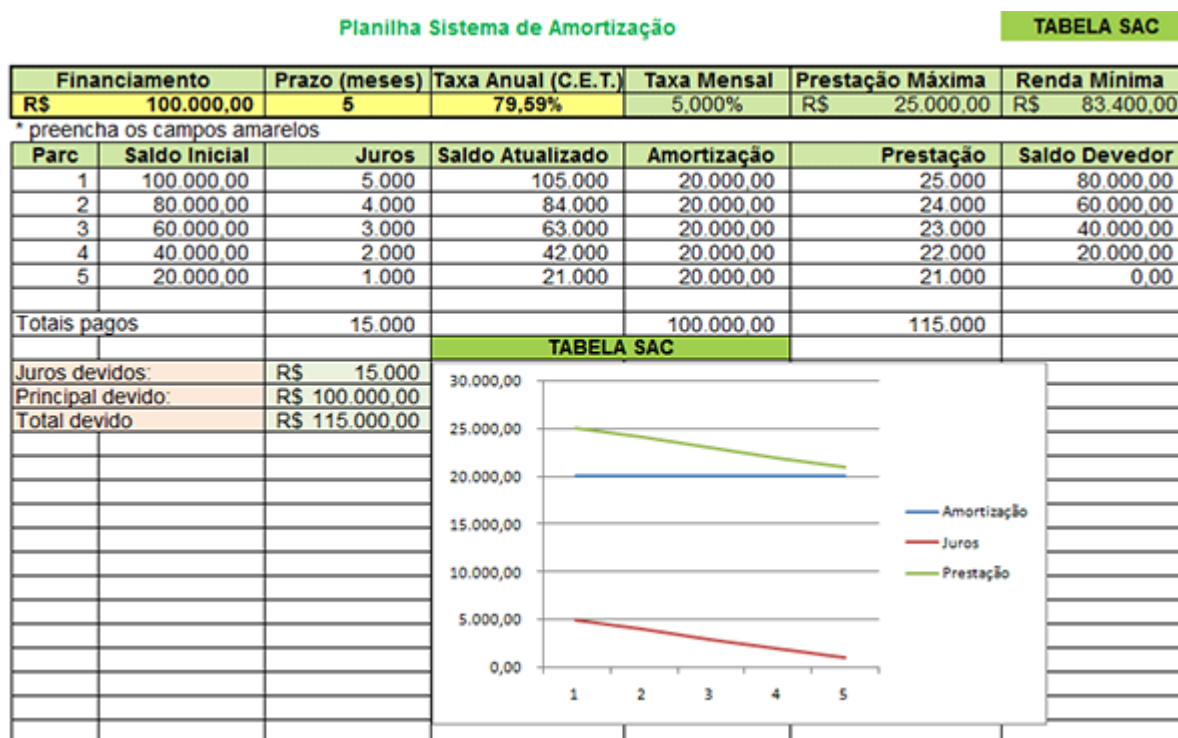 Planilha Sistema de Amortização TABELA SAC
Financiamento Prazo (meses) Taxa Anual (C.E.T.) Taxa Mensal Prestação Máxima Renda Mínima
R$ 100.000,00 5 79,59% 5,000% R$ 25.000,00 R$ 83.400,00
* preencha os campos amarelos
Parc Saldo Inicial Juros Saldo Atualizado Amortização Prestação Saldo Devedor
1 100.000,00 5.000 105.000 20.000,00 25.000 80.000,00
2 80.000,00 4.000 84.000 20.000,00 24.000 60.000,00
3 60.000,00 3.000 63.000 20.000,00 23.000 40.000,00
4 40.000,00 2.000 42.000 20.000,00 22.000 20.000,00
5 20.000,00 1.000 21.000 20.000,00 21.000 0,00
Totais pagos 15.000 100.000,00 115.000
TABELA SAC
Juros devidos: R$ 15.000
Principal devido: R$ 100.000,00
Total devido R$ 115.000,00
30.000,00
25.000,00
20.000,00
15.000,00
10.000,00
5.000,00
0,00
1 2 3 4 5
Amortização
Juros
Prestação